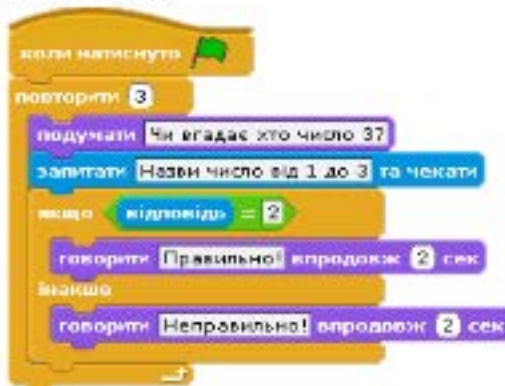 коли натиснуто
повторити 3
подумати Чи вгадає хто число 3?
запитати Назви число від 1 до 3 та чекати
якщо відповідь = 2
говорити Правильно! впродовж 2 сек
інакше
говорити Неправильно! впродовж 2 сек